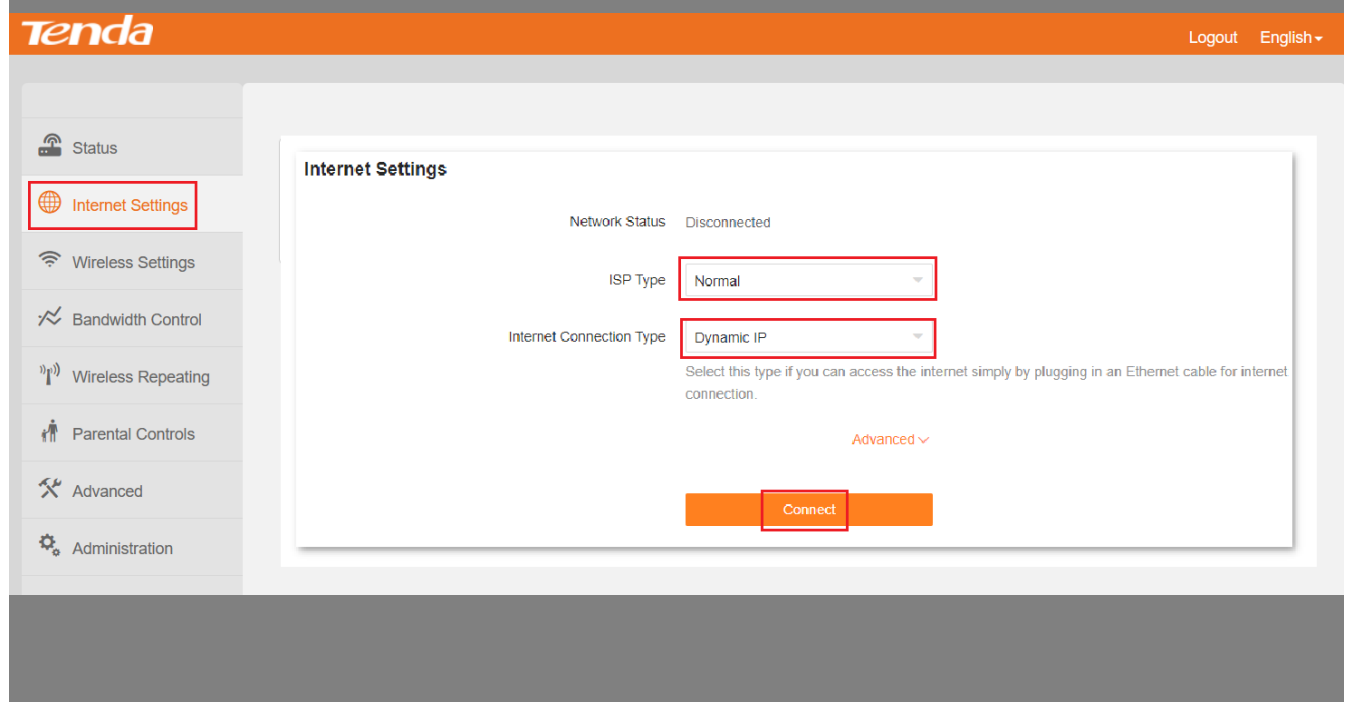 Tenda
Logout English
Status
Internet Settings
Wireless Settings
Bandwidth Control
Wireless Repeating
Parental Controls
Advanced
Administration
Internet Settings
Network Status Disconnected
ISP Type Normal
Internet Connection Type Dynamic IP
Select this type if you can access the internet simply by plugging in an Ethernet cable for internet
connection.
Advanced
Connect